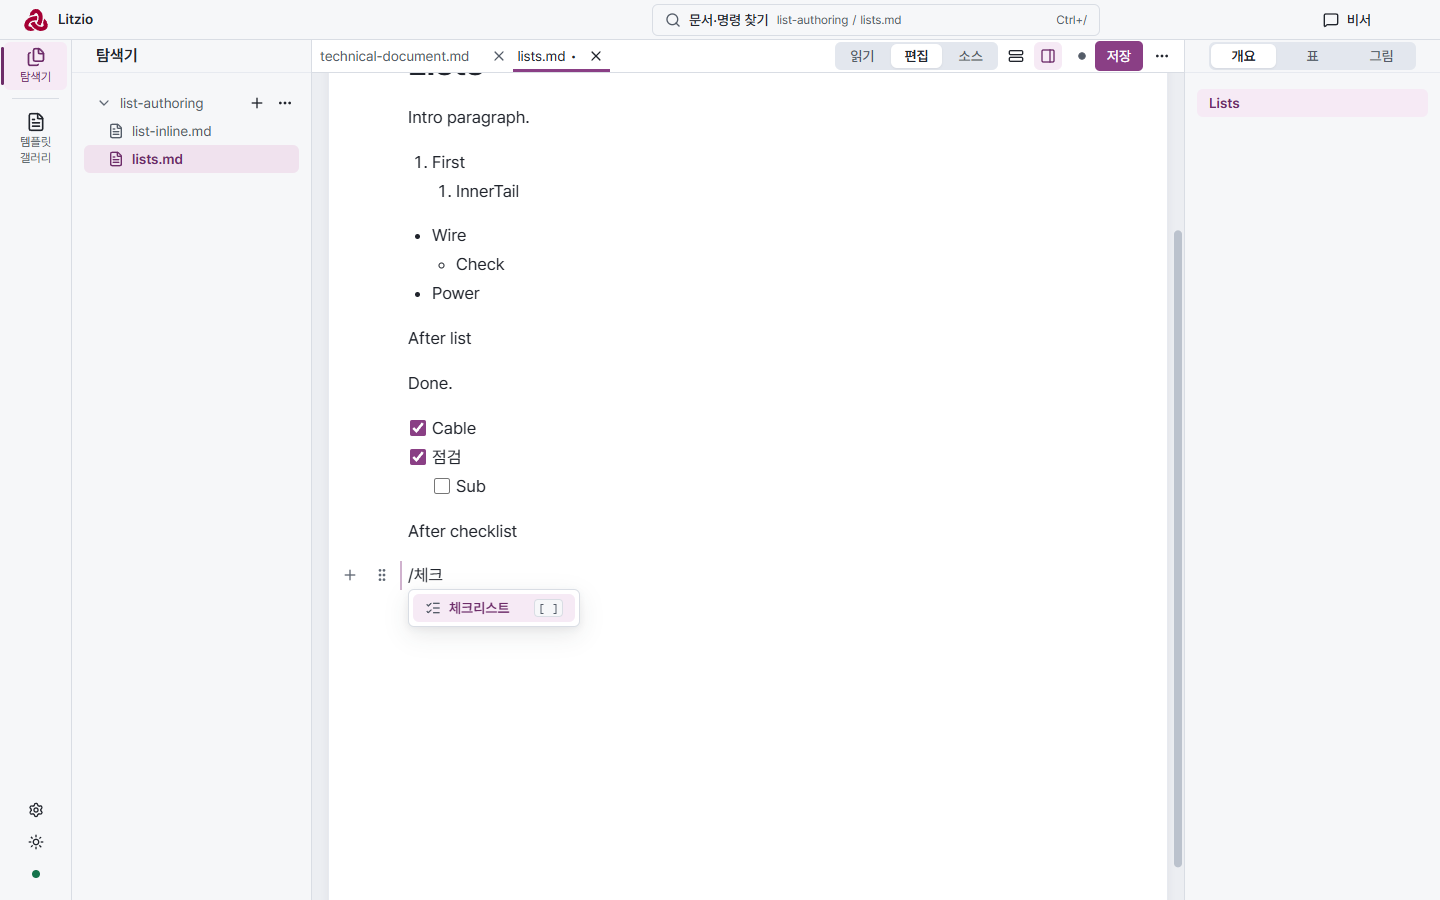 Litzio
문서·명령 찾기 list-authoring / lists.md Ctrl+/
비서
탐색기
템플릿
갤러리
탐색기
list-authoring
list-inline.md
lists.md
technical-document.md
lists.md •
읽기 편집 소스
저장
개요 표 그림
Lists
Lists
Intro paragraph.
1. First
1. InnerTail
• Wire
◦ Check
• Power
After list
Done.
Cable
점검
Sub
After checklist
/체크
체크리스트 [ ]